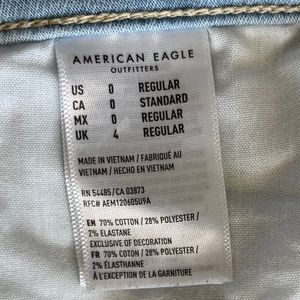 AMERICAN EAGLE
OUTFITTERS
US 0 REGULAR
CA 0 STANDARD
MX 0 REGULAR
UK 4 REGULAR
MADE IN VIETNAM / FABRIQUÉ AU
VIETNAM / HECHO EN VIETNAM
RN 54485/CA 03873
RFC# AEM120605U9A
EN 70% COTTON / 28% POLYESTER /
2% ELASTANE
EXCLUSIVE OF DECORATION
FR 70% COTON / 28% POLYESTER /
2% ÉLASTHANNE
À L'EXCEPTION DE LA GARNITURE